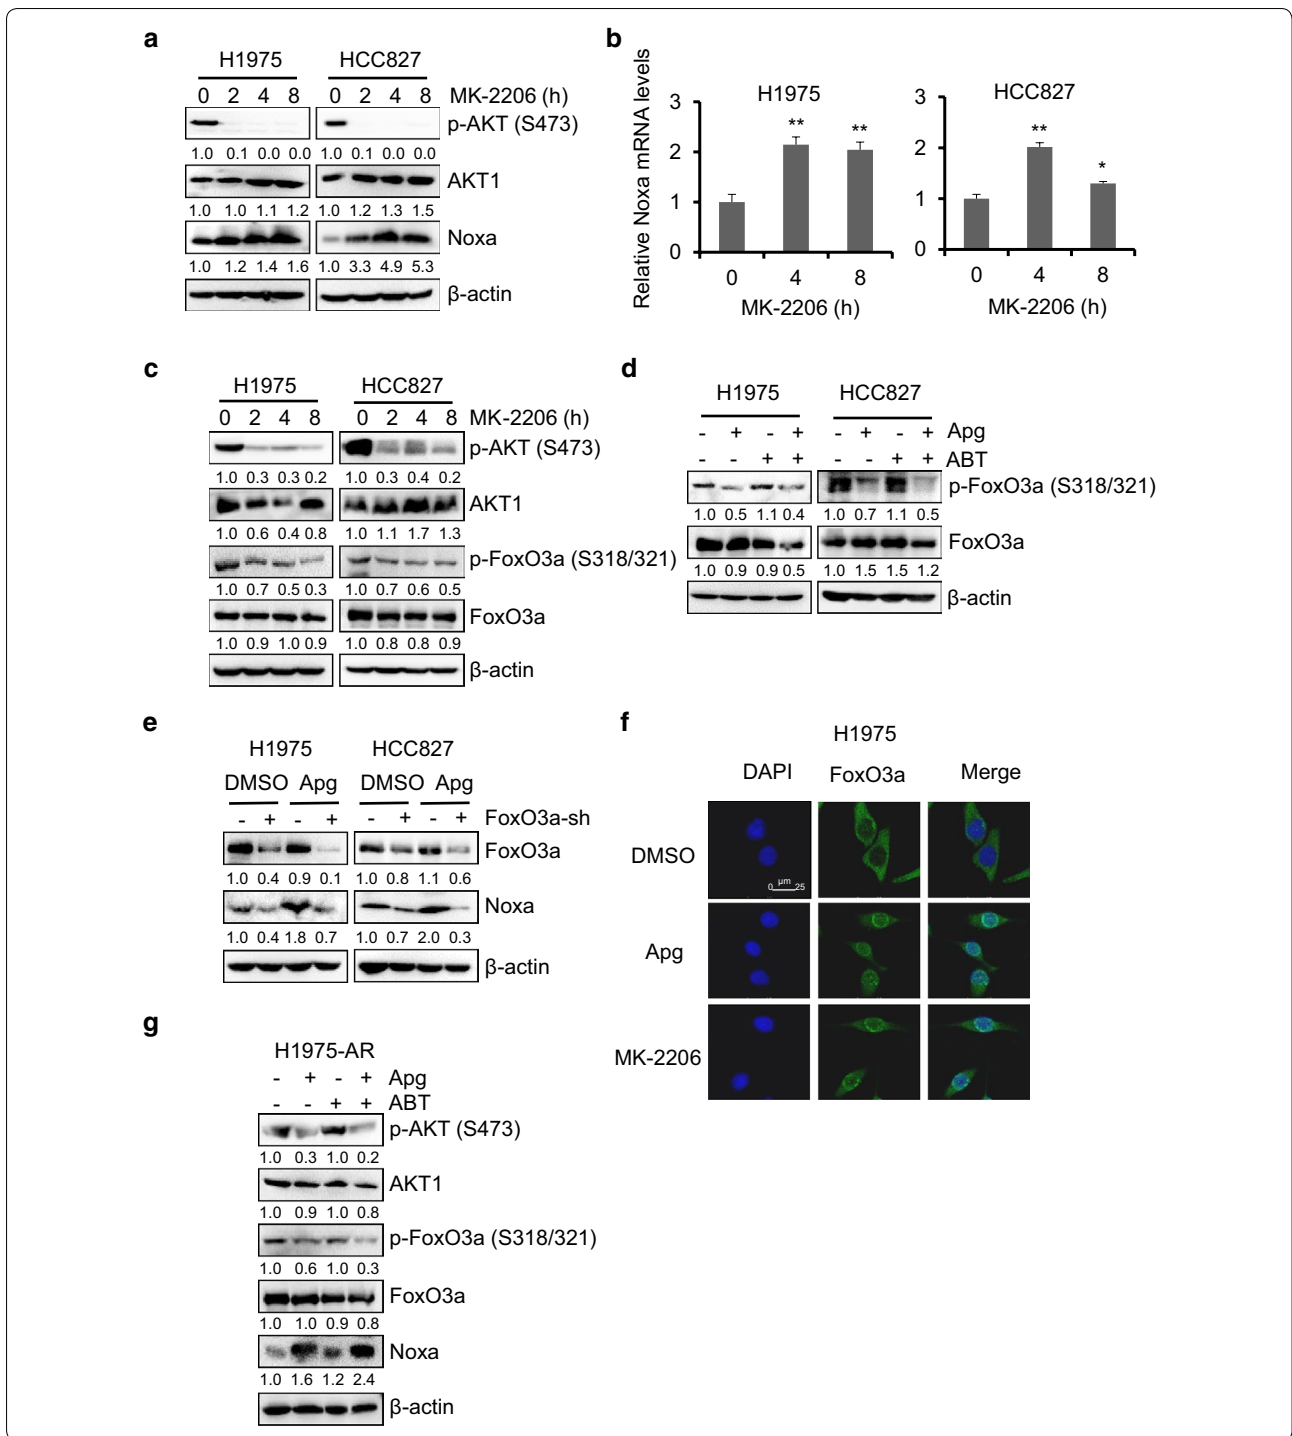 a
H1975 HCC827
0 2 4 8 0 2 4 8 MK-2206 (h)
p-AKT (S473)
1.0 0.1 0.0 0.0 1.0 0.1 0.0 0.0
AKT1
1.0 1.0 1.1 1.2 1.0 1.2 1.3 1.5
Noxa
1.0 1.2 1.4 1.6 1.0 3.3 4.9 5.3
β-actin
b
Relative Noxa mRNA levels
H1975
3
2
1
0
** **
0 4 8
MK-2206 (h)
HCC827
3
2
1
0
** *
0 4 8
MK-2206 (h)
c
H1975 HCC827
0 2 4 8 0 2 4 8 MK-2206 (h)
p-AKT (S473)
1.0 0.3 0.3 0.2 1.0 0.3 0.4 0.2
AKT1
1.0 0.6 0.4 0.8 1.0 1.1 1.7 1.3
p-FoxO3a (S318/321)
1.0 0.7 0.5 0.3 1.0 0.7 0.6 0.5
FoxO3a
1.0 0.9 1.0 0.9 1.0 0.8 0.8 0.9
β-actin
d
H1975 HCC827
- + - + - + - + Apg
- - + + - - + + ABT
p-FoxO3a (S318/321)
1.0 0.5 1.1 0.4 1.0 0.7 1.1 0.5
FoxO3a
1.0 0.9 0.9 0.5 1.0 1.5 1.5 1.2
β-actin
e
H1975 HCC827
DMSO Apg DMSO Apg
- + - + - + - + FoxO3a-sh
FoxO3a
1.0 0.4 0.9 0.1 1.0 0.8 1.1 0.6
Noxa
1.0 0.4 1.8 0.7 1.0 0.7 2.0 0.3
β-actin
f
H1975
DAPI FoxO3a Merge
DMSO
µm
0 25
Apg
MK-2206
g
H1975-AR
- + - + Apg
- - + + ABT
p-AKT (S473)
1.0 0.3 1.0 0.2
AKT1
1.0 0.9 1.0 0.8
p-FoxO3a (S318/321)
1.0 0.6 1.0 0.3
FoxO3a
1.0 1.0 0.9 0.8
Noxa
1.0 1.6 1.2 2.4
β-actin